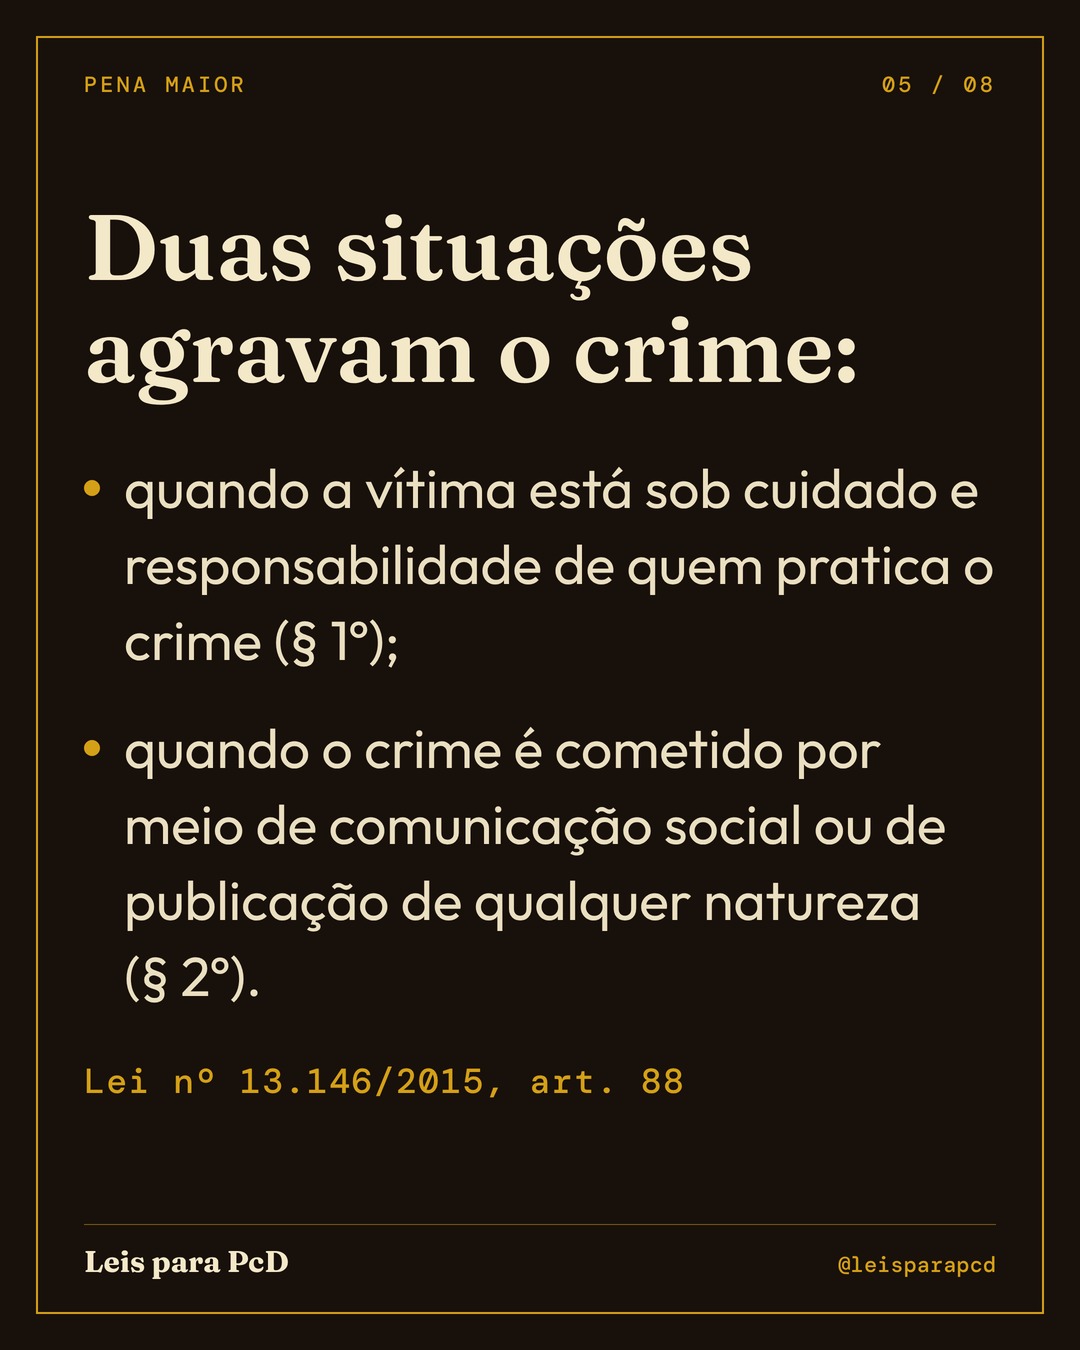 PENA MAIOR
05 / 08
Duas situações
agravam o crime:
• quando a vítima está sob cuidado e
responsabilidade de quem pratica o
crime (§ 1º);
• quando o crime é cometido por
meio de comunicação social ou de
publicação de qualquer natureza
(§ 2º).
Lei nº 13.146/2015, art. 88
Leis para PcD
@leisparapcd